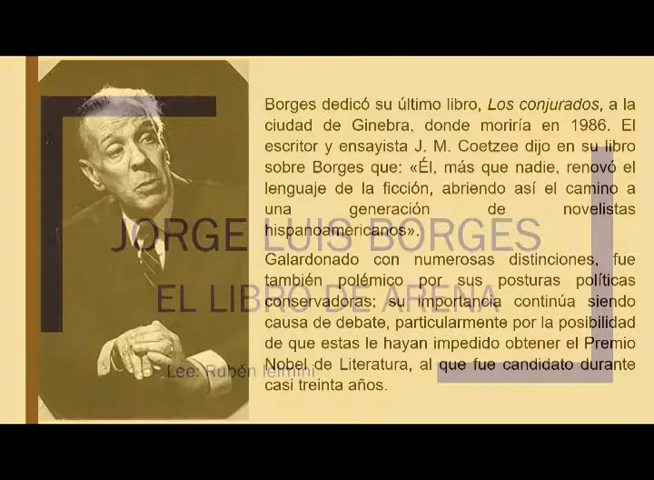 Borges dedicó su último libro, Los conjurados, a la
ciudad de Ginebra, donde moriría en 1986. El
escritor y ensayista J. M. Coetzee dijo en su libro
sobre Borges que: «Él, más que nadie, renovó el
lenguaje de la ficción, abriendo así el camino a
una generación de novelistas
hispanoamericanos».
Galardonado con numerosas distinciones, fue
también polémico por sus posturas políticas
conservadoras; su importancia continúa siendo
causa de debate, particularmente por la posibilidad
de que estas le hayan impedido obtener el Premio
Nobel de Literatura, al que fue candidato durante
casi treinta años.
JORGE LUIS BORGES
EL LIBRO DE ARENA
Lee: Rubén